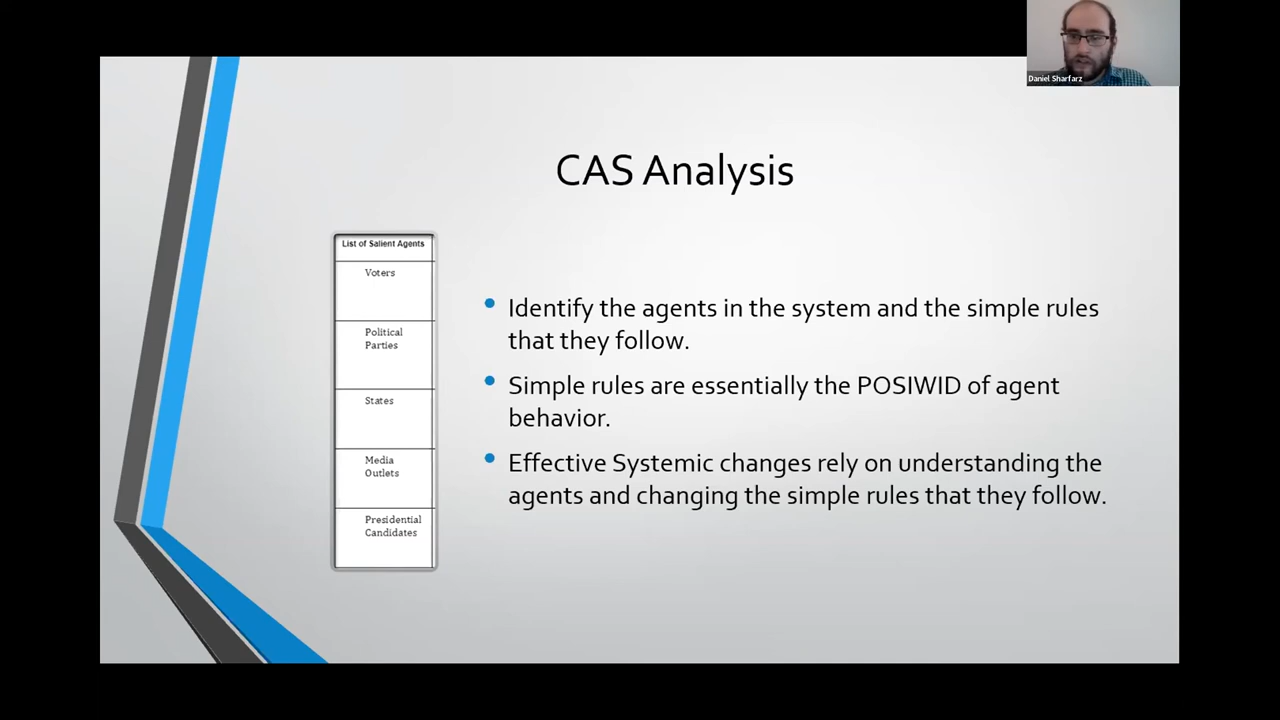 Daniel Sharfarz
CAS Analysis
List of Salient Agents
Voters
Political
Parties
States
Media
Outlets
Presidential
Candidates
Identify the agents in the system and the simple rules
that they follow.
Simple rules are essentially the POSIWID of agent
behavior.
Effective Systemic changes rely on understanding the
agents and changing the simple rules that they follow.